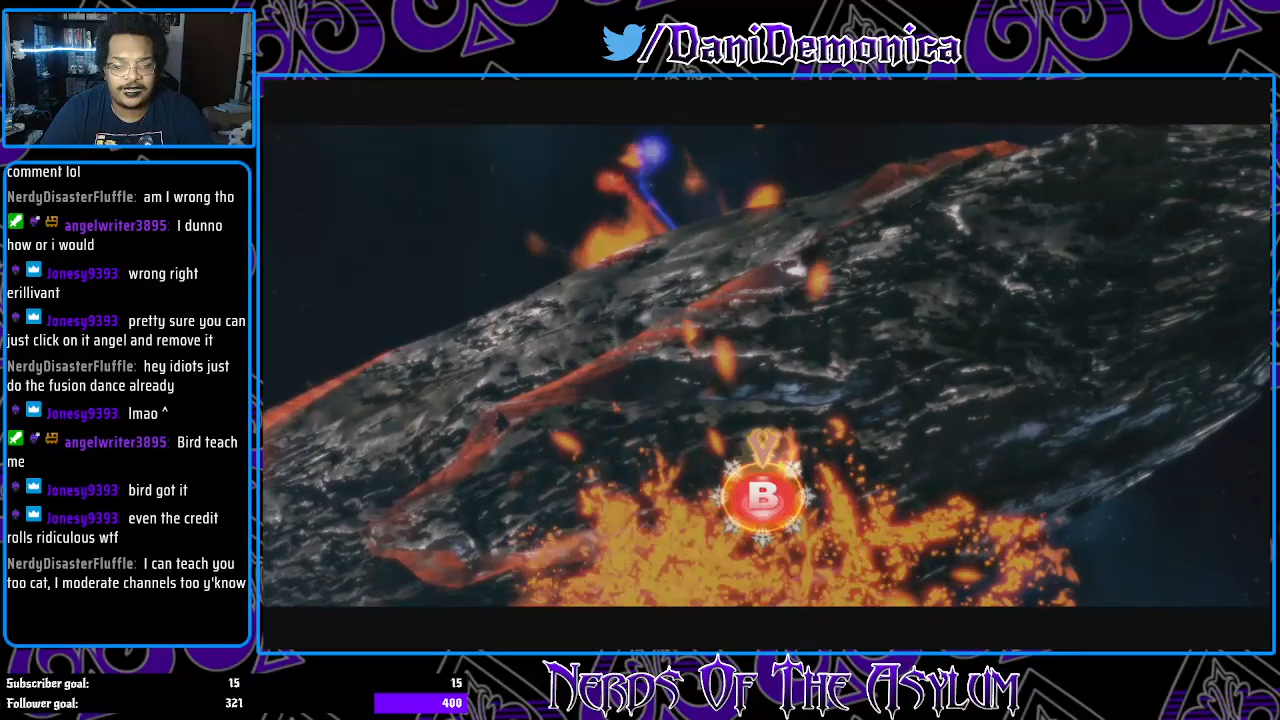 /DaniDemonica
comment lol
NerdyDisasterFluffle: am I wrong tho
angelwriter3895: I dunno
how or i would
Jonesy9393: wrong right
erillivant
Jonesy9393: pretty sure you can
just click on it angel and remove it
NerdyDisasterFluffle: hey idiots just
do the fusion dance already
Jonesy9393: lmao ^
angelwriter3895: Bird teach
me
Jonesy9393: bird got it
Jonesy9393: even the credit
rolls ridiculous wtf
NerdyDisasterFluffle: I can teach you
too cat, I moderate channels too y'know
B
Subscriber goal: 15 15
Follower goal: 321 400
Nerds Of The Asylum